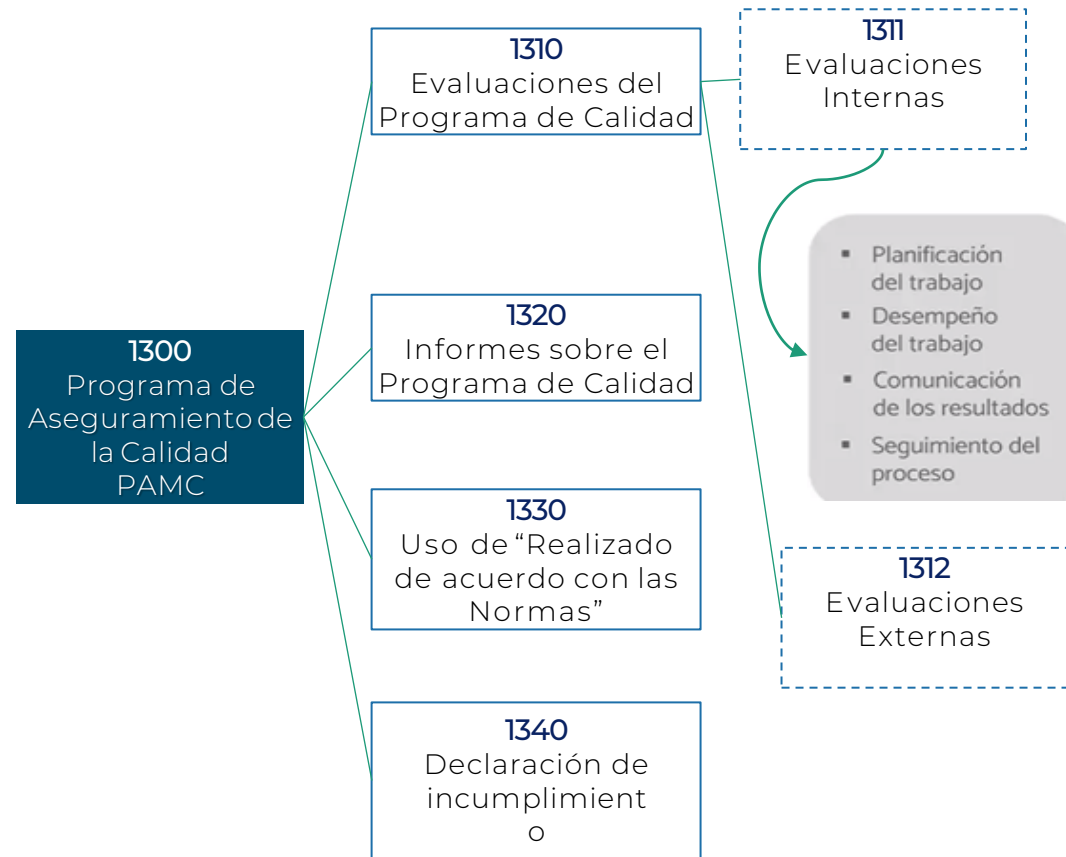 1310
Evaluaciones del
Programa de Calidad
1311
Evaluaciones
Internas
▪ Planificación
del trabajo
▪ Desempeño
del trabajo
▪ Comunicación
de los resultados
▪ Seguimiento del
proceso
1320
Informes sobre el
Programa de Calidad
1300
Programa de
Aseguramiento de
la Calidad
PAMC
1330
Uso de “Realizado
de acuerdo con las
Normas”
1312
Evaluaciones
Externas
1340
Declaración de
incumplimient
o